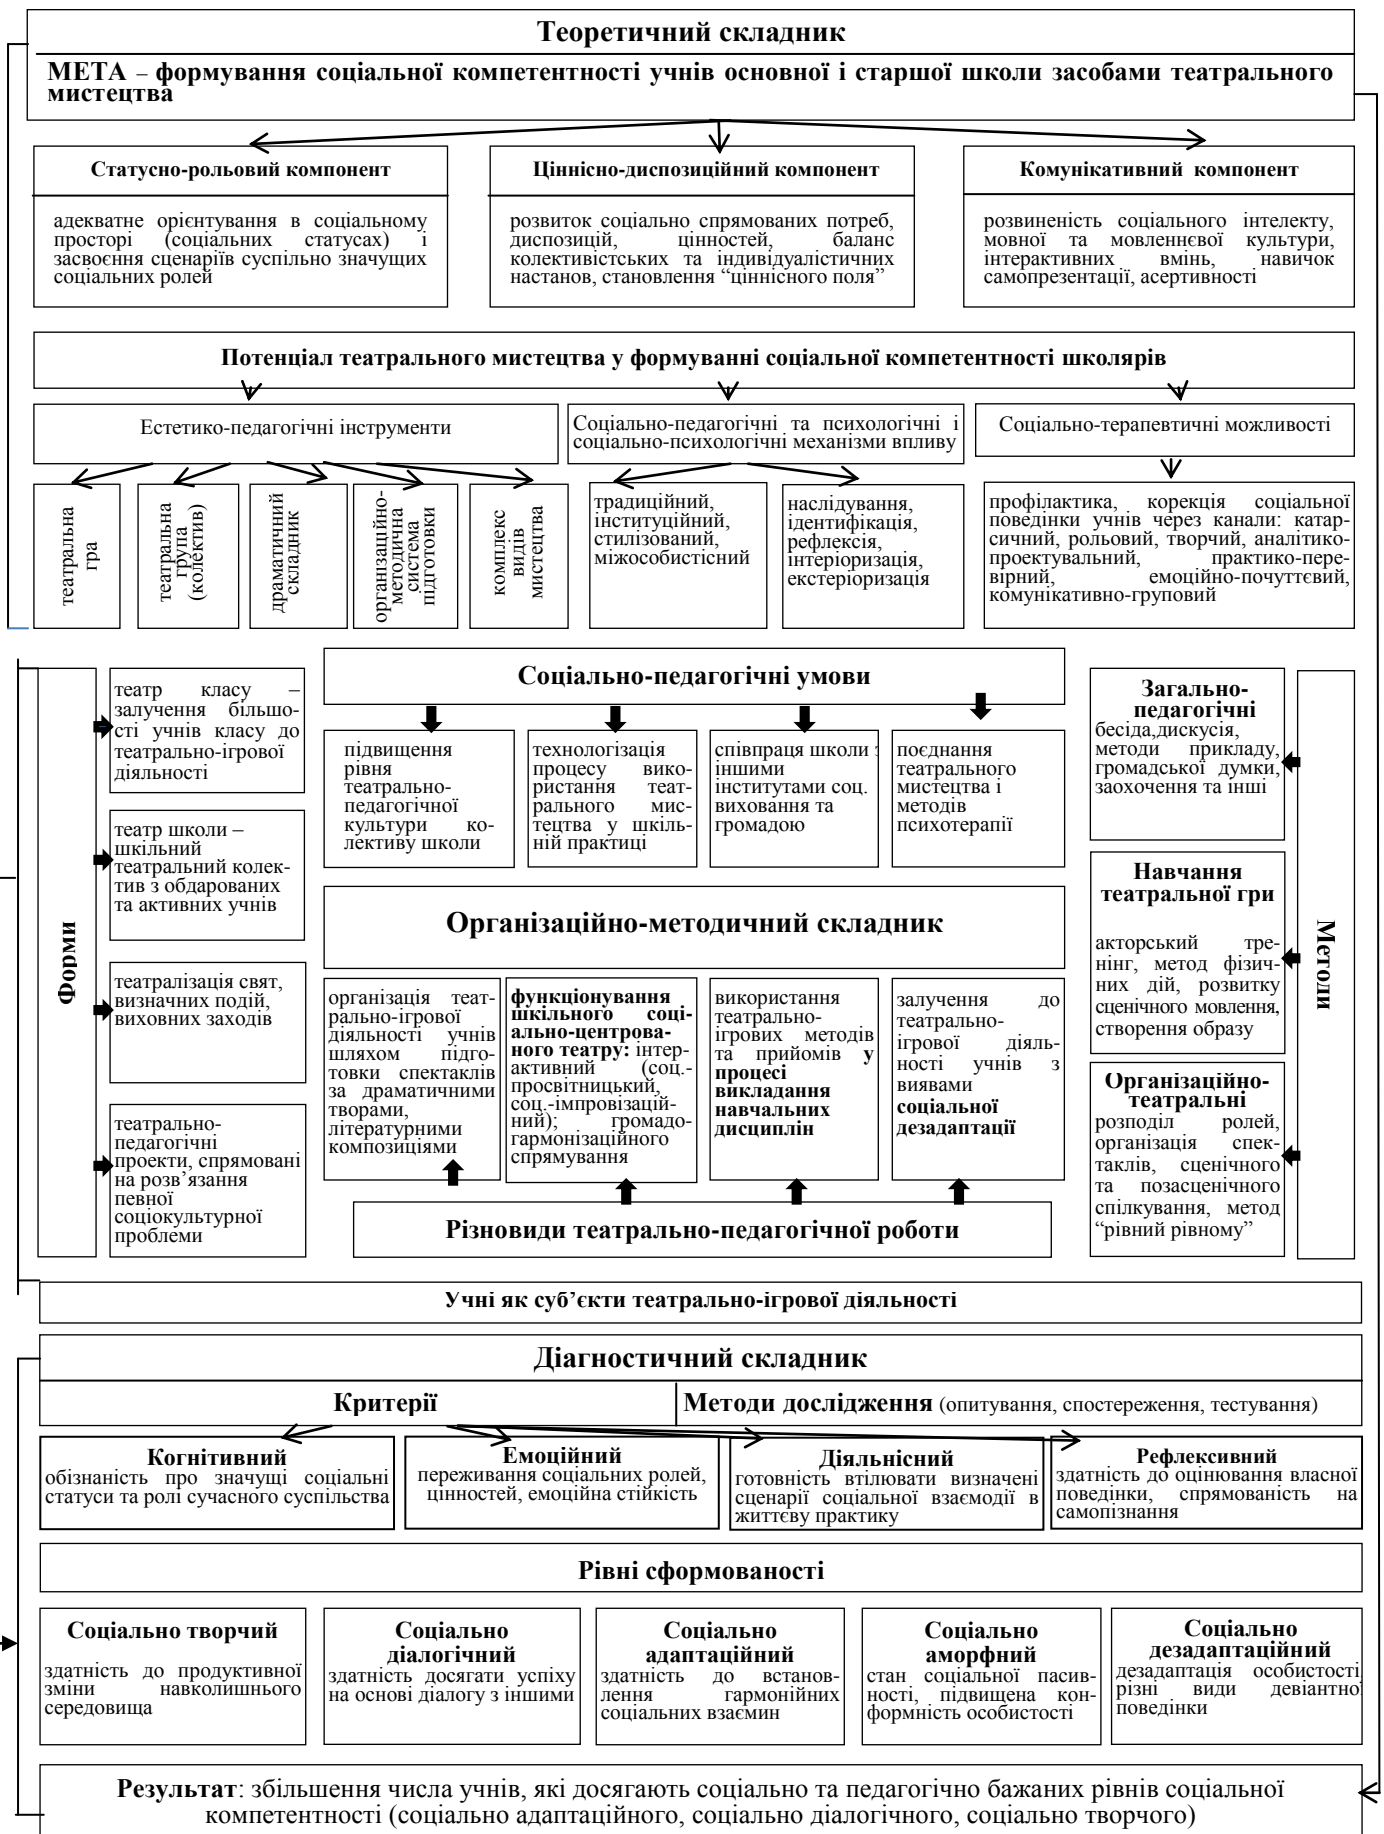 Теоретичний складник
МЕТА – формування соціальної компетентності учнів основної і старшої школи засобами театрального
мистецтва
Статусно-рольовий компонент
адекватне орієнтування в соціальному
просторі (соціальних статусах) і
засвоєння сценаріїв суспільно значущих
соціальних ролей
Ціннісно-диспозиційний компонент
розвиток соціально спрямованих потреб,
диспозицій, цінностей, баланс
колективістських та індивідуалістичних
настанов, становлення “ціннісного поля”
Комунікативний компонент
розвиненість соціального інтелекту,
мовної та мовленнєвої культури,
інтерактивних вмінь, навичок
самопрезентації, асертивності
Потенціал театрального мистецтва у формуванні соціальної компетентності школярів
Естетико-педагогічні інструменти
Соціально-педагогічні та психологічні і
соціально-психологічні механізми впливу
Соціально-терапевтичні можливості
театральна
гра
театральна
група
(колектив)
драматичний
складник
організаційно-
методична
система
підготовки
комплекс
видів
мистецтва
традиційний,
інституційний,
стилізований,
міжособистісний
наслідування,
ідентифікація,
рефлексія,
інтеріоризація,
екстеріоризація
профілактика, корекція соціальної
поведінки учнів через канали: катар-
сичний, рольовий, творчий, аналітико-
проектувальний, практико-пере-
вірний, емоційно-почуттєвий,
комунікативно-груповий
Форми
театр класу –
залучення більшо-
сті учнів класу до
театрально-ігрової
діяльності
театр школи –
шкільний
театральний колек-
тив з обдарованих
та активних учнів
театралізація свят,
визначних подій,
виховних заходів
театрально-
педагогічні
проекти, спрямовані
на розв’язання
певної
соціокультурної
проблеми
Соціально-педагогічні умови
підвищення
рівня
театрально-
педагогічної
культури ко-
лективу школи
технологізація
процесу вико-
ристання теат-
рального мис-
тецтва у шкіль-
ній практиці
співпраця школи з
іншими
інститутами соц.
виховання та
громадою
поєднання
театрального
мистецтва і
методів
психотерапії
Організаційно-методичний складник
організація теат-
рально-ігрової
діяльності учнів
шляхом підго-
товки спектаклів
за драматичними
творами,
літературними
композиціями
функціонування
шкільного соці-
ально-центрова-
ного театру: інтер-
активний (соц.-
просвітницький,
соц.-імпровізацій-
ний); громадо-
гармонізаційного
спрямування
використання
театрально-
ігрових методів
та прийомів у
процесі
викладання
навчальних
дисциплін
залучення до
театрально-
ігрової діяль-
ності учнів з
виявами
соціальної
дезадаптації
Різновиди театрально-педагогічної роботи
Загально-
педагогічні
бесіда,дискусія,
методи прикладу,
громадської думки,
заохочення та інші
Навчання
театральної гри
акторський тре-
нінг, метод фізич-
них дій, розвитку
сценічного мовлення,
створення образу
Організаційно-
театральні
розподіл ролей,
організація спек-
таклів, сценічного
та позасценічного
спілкування, метод
“рівний рівному”
Методи
Учні як суб’єкти театрально-ігрової діяльності
Діагностичний складник
Критерії
Методи дослідження (опитування, спостереження, тестування)
Когнітивний
обізнаність про значущі соціальні
статуси та ролі сучасного суспільства
Емоційний
переживання соціальних ролей,
цінностей, емоційна стійкість
Діяльнісний
готовність втілювати визначені
сценарії соціальної взаємодії в
життєву практику
Рефлексивний
здатність до оцінювання власної
поведінки, спрямованість на
самопізнання
Рівні сформованості
Соціально творчий
здатність до продуктивної
зміни навколишнього
середовища
Соціально
діалогічний
здатність досягати успіху
на основі діалогу з іншими
Соціально
адаптаційний
здатність до встанов-
лення гармонійних
соціальних взаємин
Соціально
аморфний
стан соціальної пасив-
ності, підвищена кон-
формність особистості
Соціально
дезадаптаційний
дезадаптація особистості,
різні види девіантної
поведінки
Результат: збільшення числа учнів, які досягають соціально та педагогічно бажаних рівнів соціальної
компетентності (соціально адаптаційного, соціально діалогічного, соціально творчого)